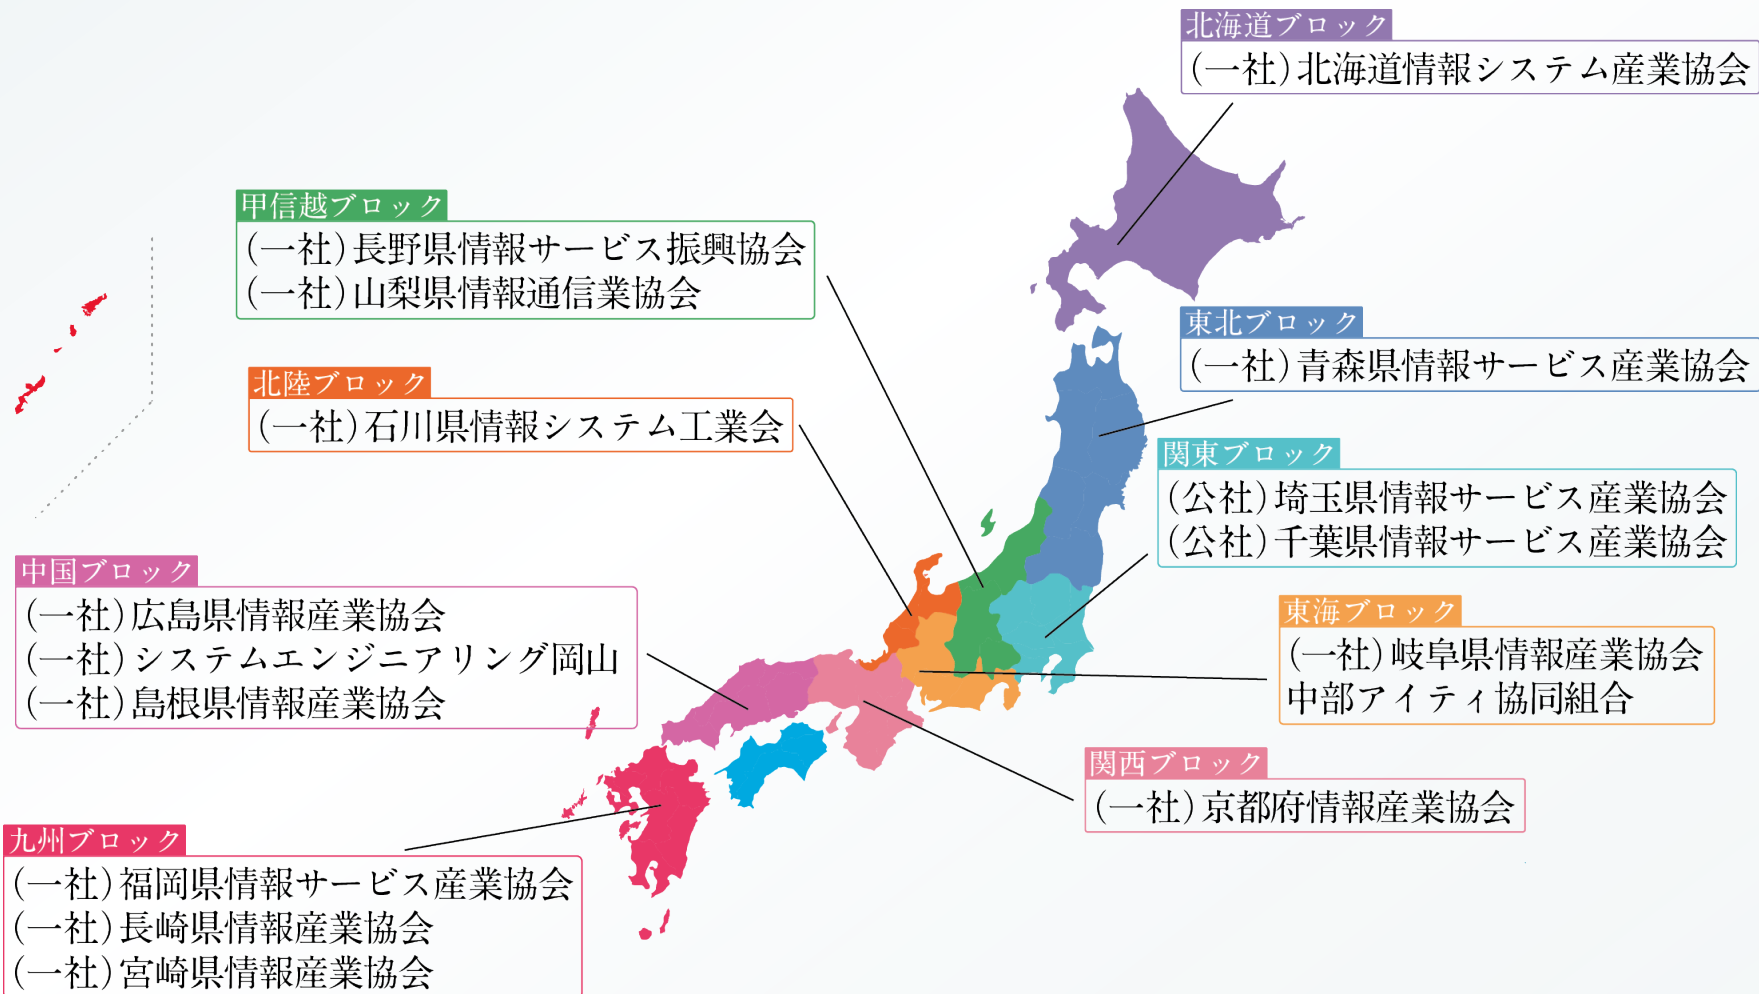 北海道ブロック
(一社)北海道情報システム産業協会
甲信越ブロック
(一社)長野県情報サービス振興協会
(一社)山梨県情報通信業協会
東北ブロック
(一社)青森県情報サービス産業協会
北陸ブロック
(一社)石川県情報システム工業会
関東ブロック
(公社)埼玉県情報サービス産業協会
(公社)千葉県情報サービス産業協会
中国ブロック
(一社)広島県情報産業協会
(一社)システムエンジニアリング岡山
(一社)島根県情報産業協会
東海ブロック
(一社)岐阜県情報産業協会
中部アイティ協同組合
関西ブロック
(一社)京都府情報産業協会
九州ブロック
(一社)福岡県情報サービス産業協会
(一社)長崎県情報産業協会
(一社)宮崎県情報産業協会